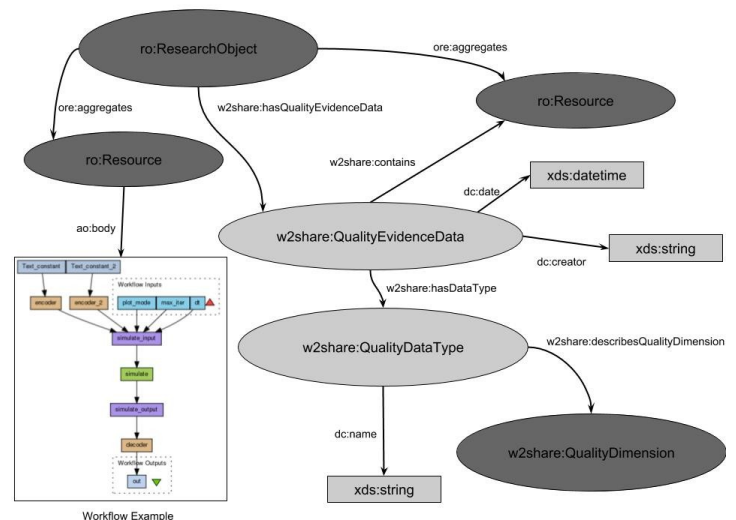 ro:ResearchObject
ore:aggregates
ore:aggregates
ro:Resource
w2share:hasQualityEvidenceData
ro:Resource
w2share:contains
xds:datetime
dc:date
ao:body
w2share:QualityEvidenceData
xds:string
dc:creator
Text_constant
Text_constant_2
Workflow Inputs
encoder
encoder_2
plot_mode
max_iter
dt
simulate_input
simulate
simulate_output
decoder
Workflow Outputs
out
Workflow Example
w2share:hasDataType
w2share:QualityDataType
w2share:describesQualityDimension
dc:name
w2share:QualityDimension
xds:string